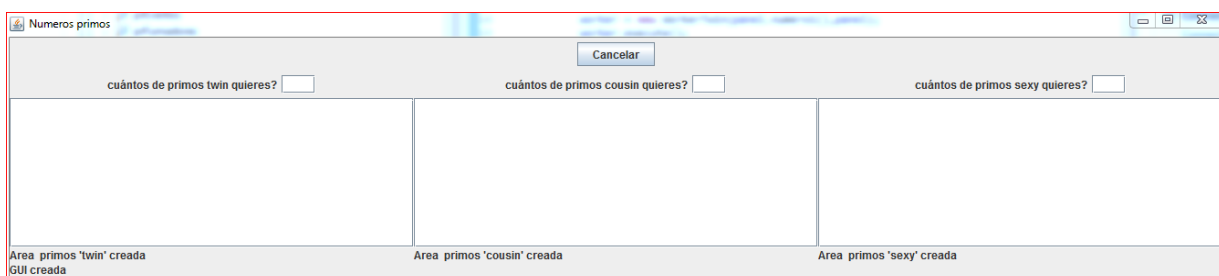 Numeros primos
Cancelar
cuántos de primos twin quieres? cuántos de primos cousin quieres? cuántos de primos sexy quieres?
Area primos 'twin' creada Area primos 'cousin' creada Area primos 'sexy' creada
GUI creada